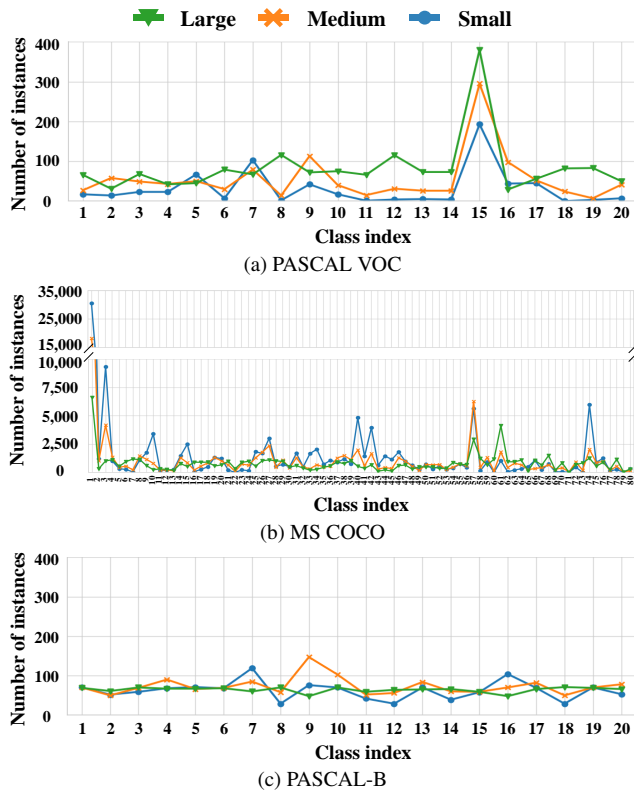 Large Medium Small
Number of instances
400
300
200
100
0
1 2 3 4 5 6 7 8 9 10 11 12 13 14 15 16 17 18 19 20
Class index
(a) PASCAL VOC
Number of instances
35,000
25,000
15,000
10,000
7,500
5,000
2,500
0
Class index
(b) MS COCO
Number of instances
400
300
200
100
0
1 2 3 4 5 6 7 8 9 10 11 12 13 14 15 16 17 18 19 20
Class index
(c) PASCAL-B